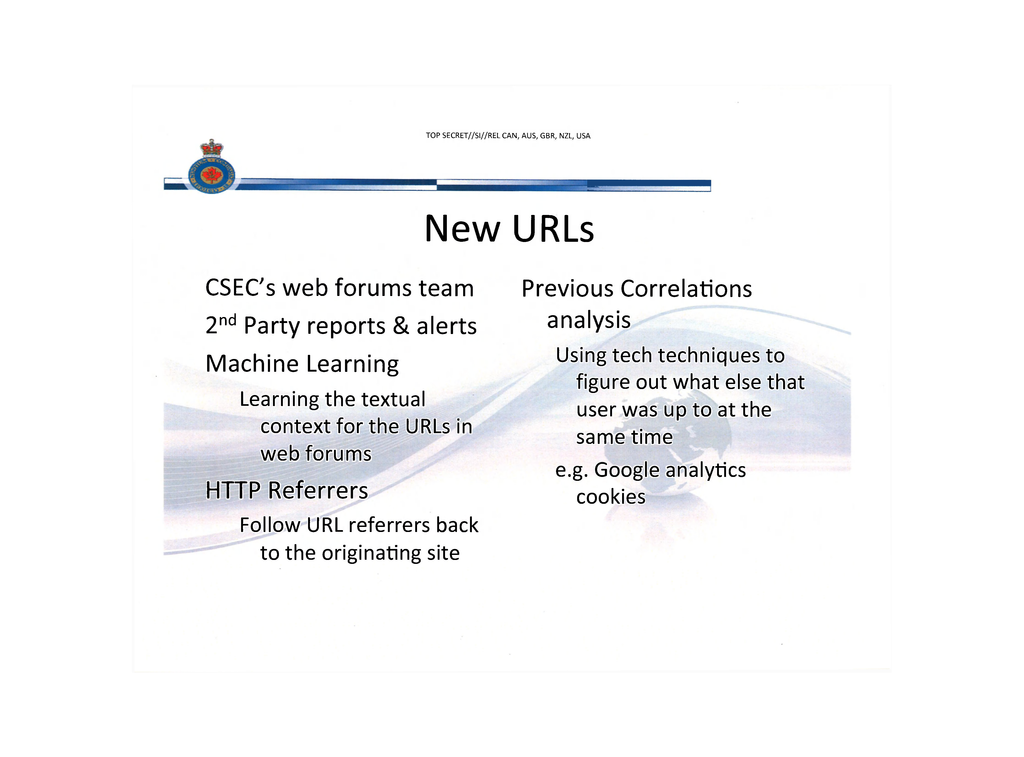 TOP SECRET//SI//REL CAN, AUS, GBR, NZL, USA
New URLs
CSEC's web forums team
2nd Party reports & alerts
Machine Learning
Learning the textual
context for the URLs in
web forums
HTTP Referrers
Follow URL referrers back
to the originating site
Previous Correlations
analysis
Using tech techniques to
figure out what else that
user was up to at the
same time
e.g. Google analytics
cookies